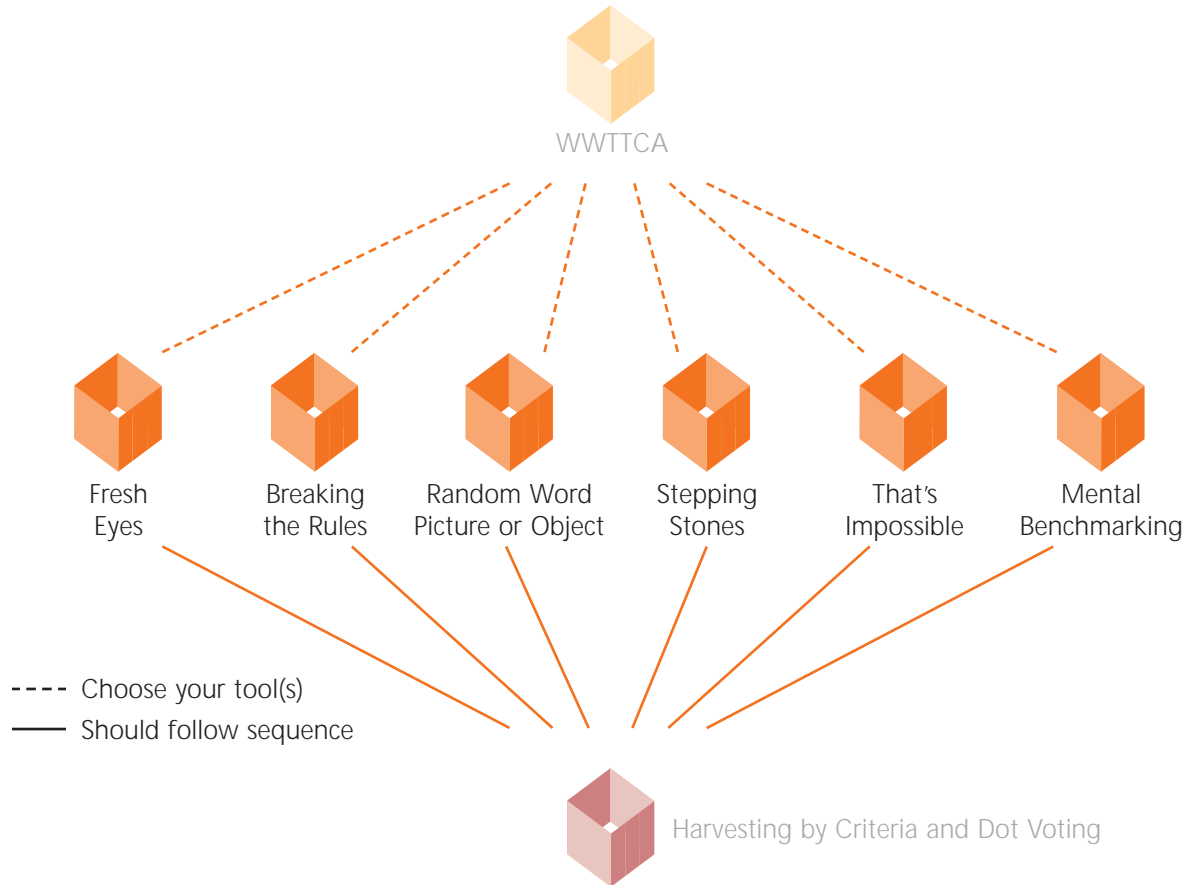 WWTTCA
Fresh
Eyes
Breaking
the Rules
Random Word
Picture or Object
Stepping
Stones
That's
Impossible
Mental
Benchmarking
Choose your tool(s)
Should follow sequence
Harvesting by Criteria and Dot Voting